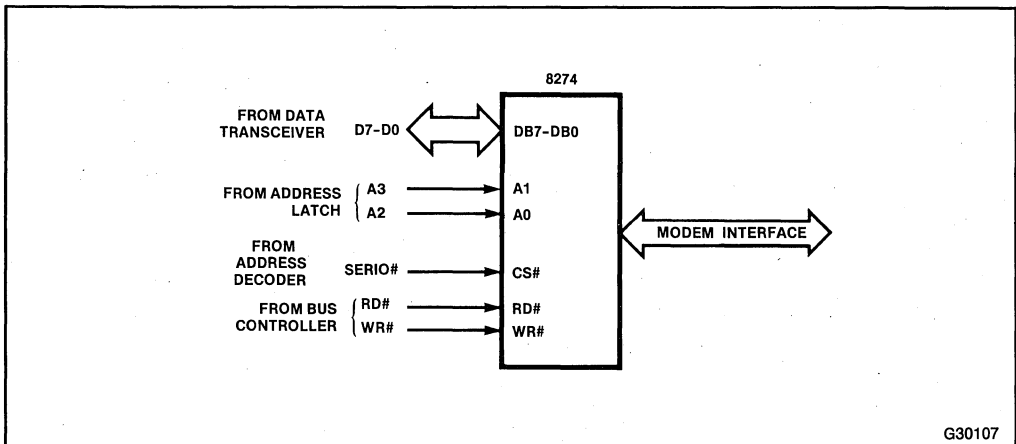 8274
FROM DATA
TRANSCEIVER
D7-D0
DB7-DB0
FROM ADDRESS
LATCH
A3
A1
A2
A0
FROM
ADDRESS
DECODER
SERIO#
CS#
FROM BUS
CONTROLLER
RD#
RD#
WR#
WR#
MODEM INTERFACE
G30107